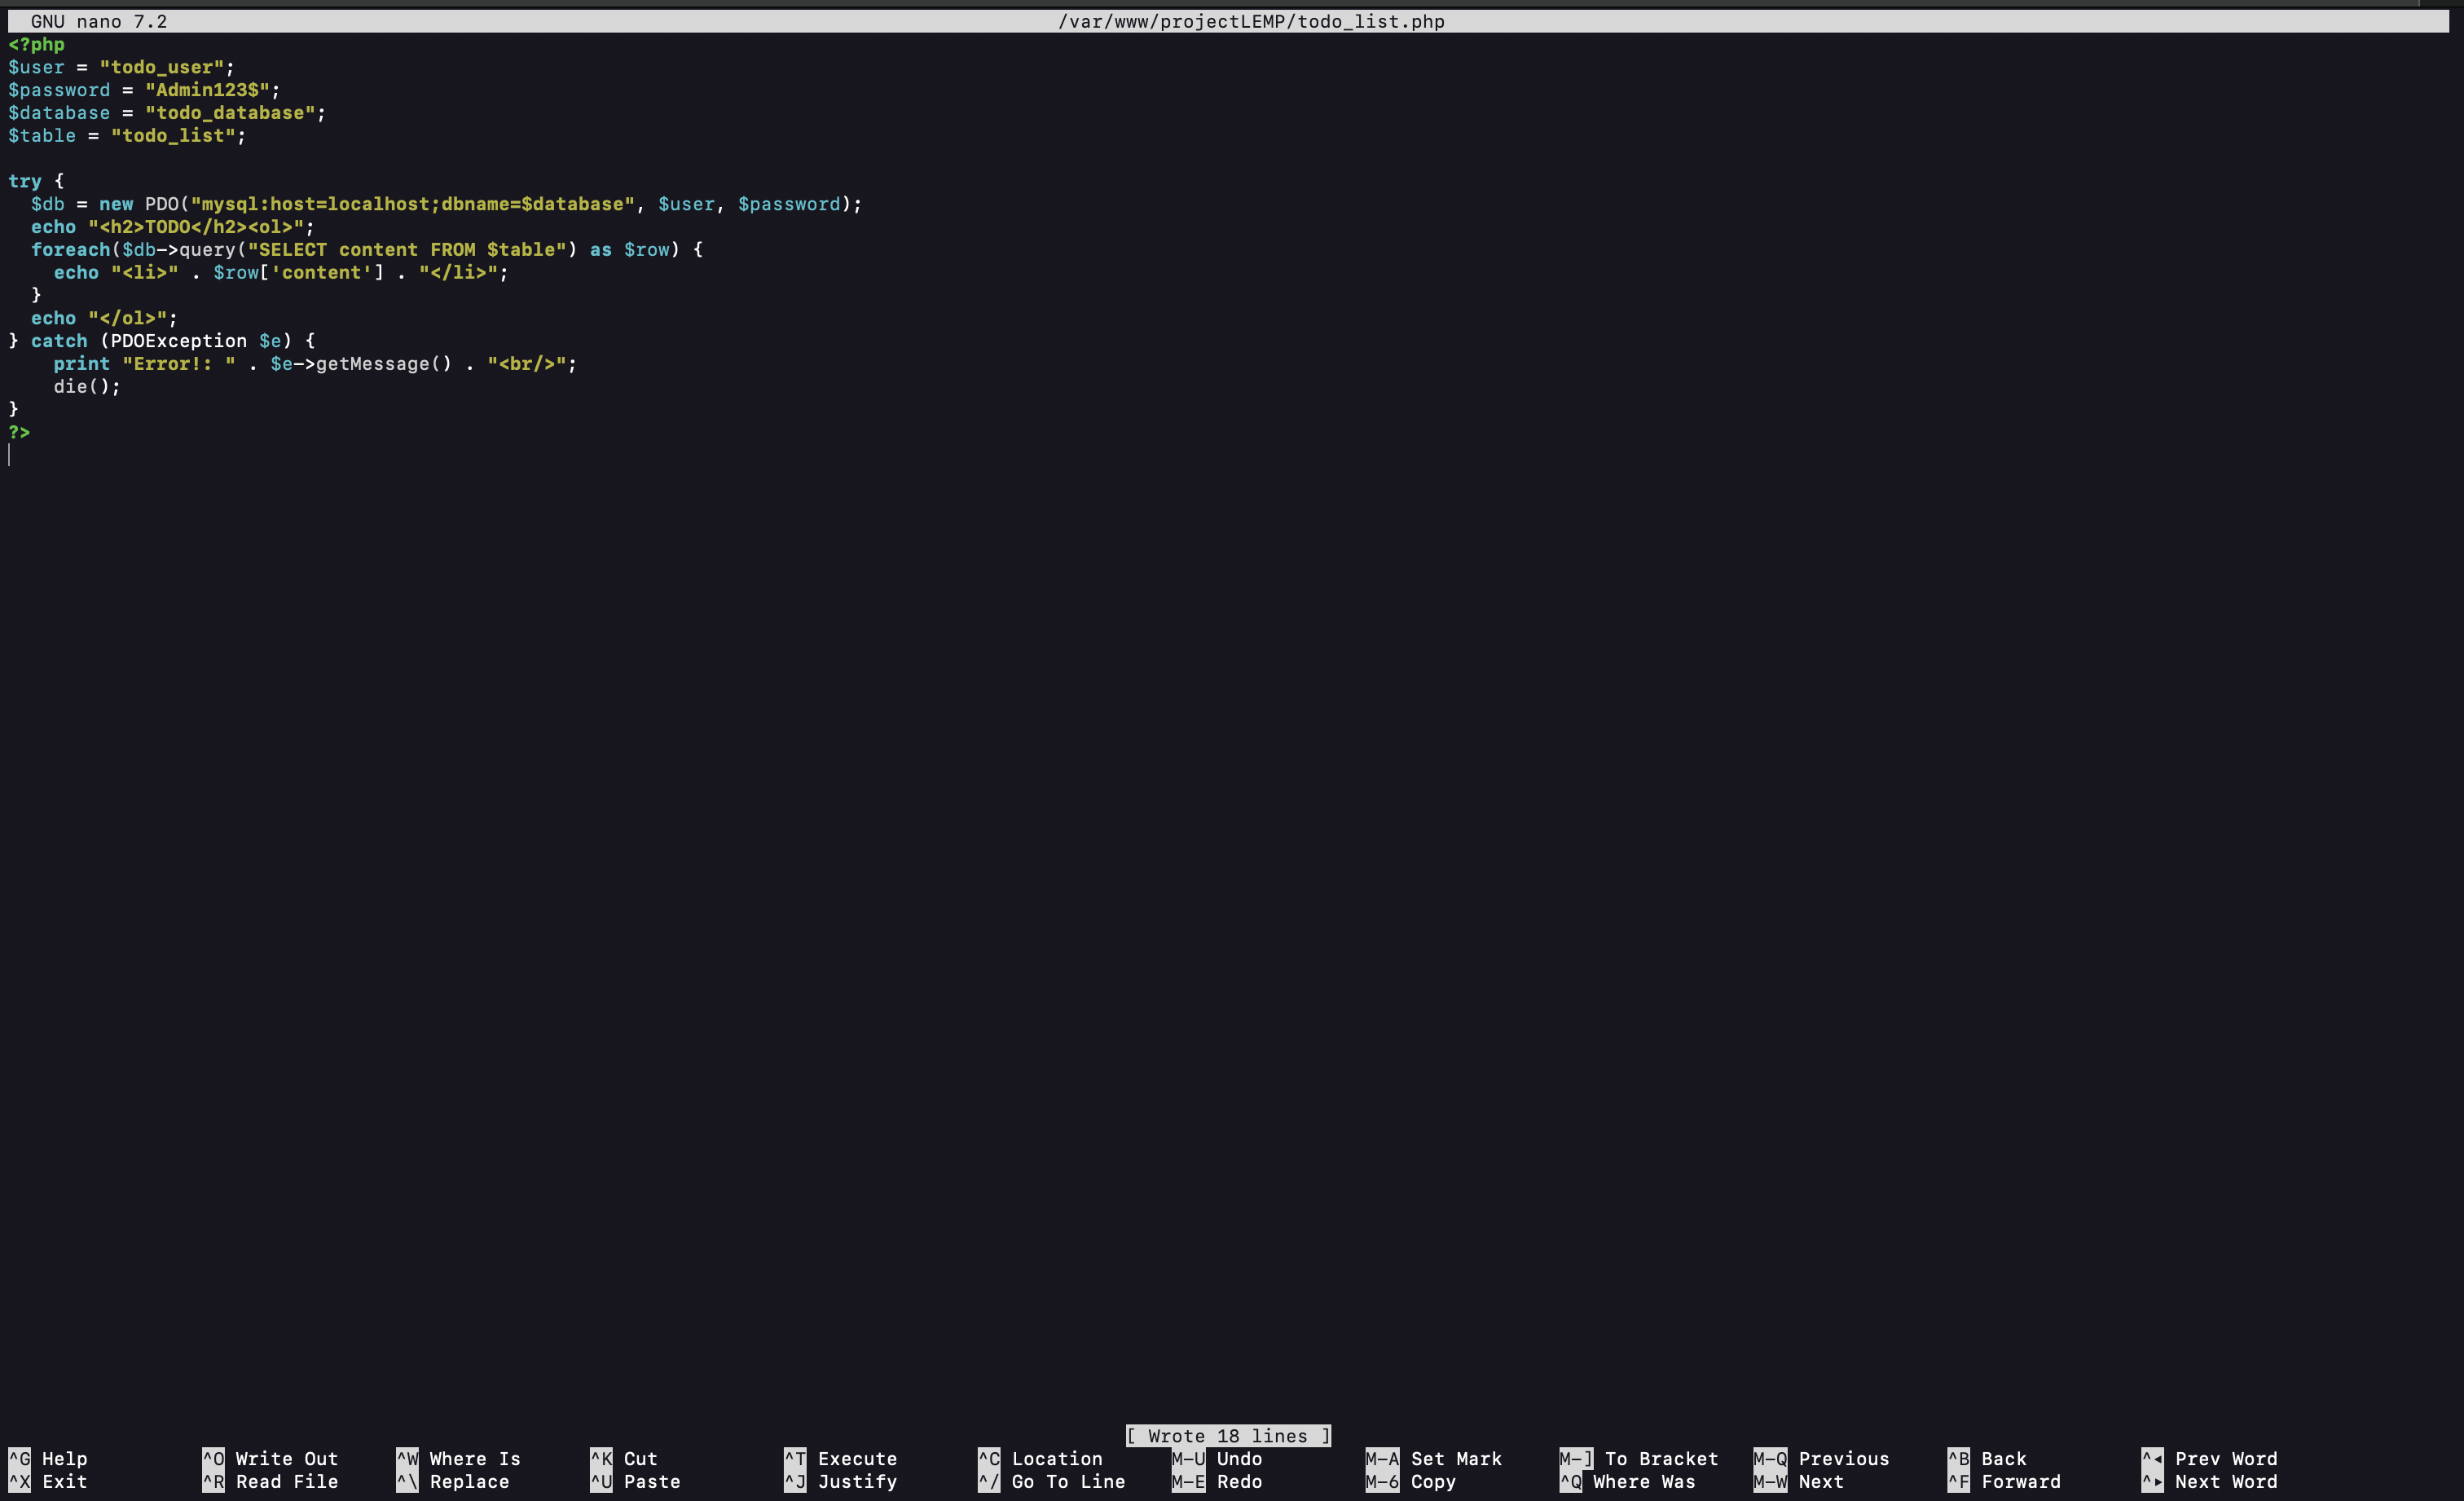 GNU nano 7.2 /var/www/projectLEMP/todo_list.php
<?php
$user = "todo_user";
$password = "Admin123$";
$database = "todo_database";
$table = "todo_list";

try {
  $db = new PDO("mysql:host=localhost;dbname=$database", $user, $password);
  echo "<h2>TODO</h2><ol>";
  foreach($db->query("SELECT content FROM $table") as $row) {
    echo "<li>" . $row['content'] . "</li>";
  }
  echo "</ol>";
} catch (PDOException $e) {
    print "Error!: " . $e->getMessage() . "<br/>";
    die();
}
?>
[ Wrote 18 lines ]
^G Help ^O Write Out ^W Where Is ^K Cut ^T Execute ^C Location M-U Undo M-A Set Mark M-] To Bracket M-Q Previous ^B Back ^◂ Prev Word
^X Exit ^R Read File ^\ Replace ^U Paste ^J Justify ^/ Go To Line M-E Redo M-6 Copy ^Q Where Was M-W Next ^F Forward ^▸ Next Word